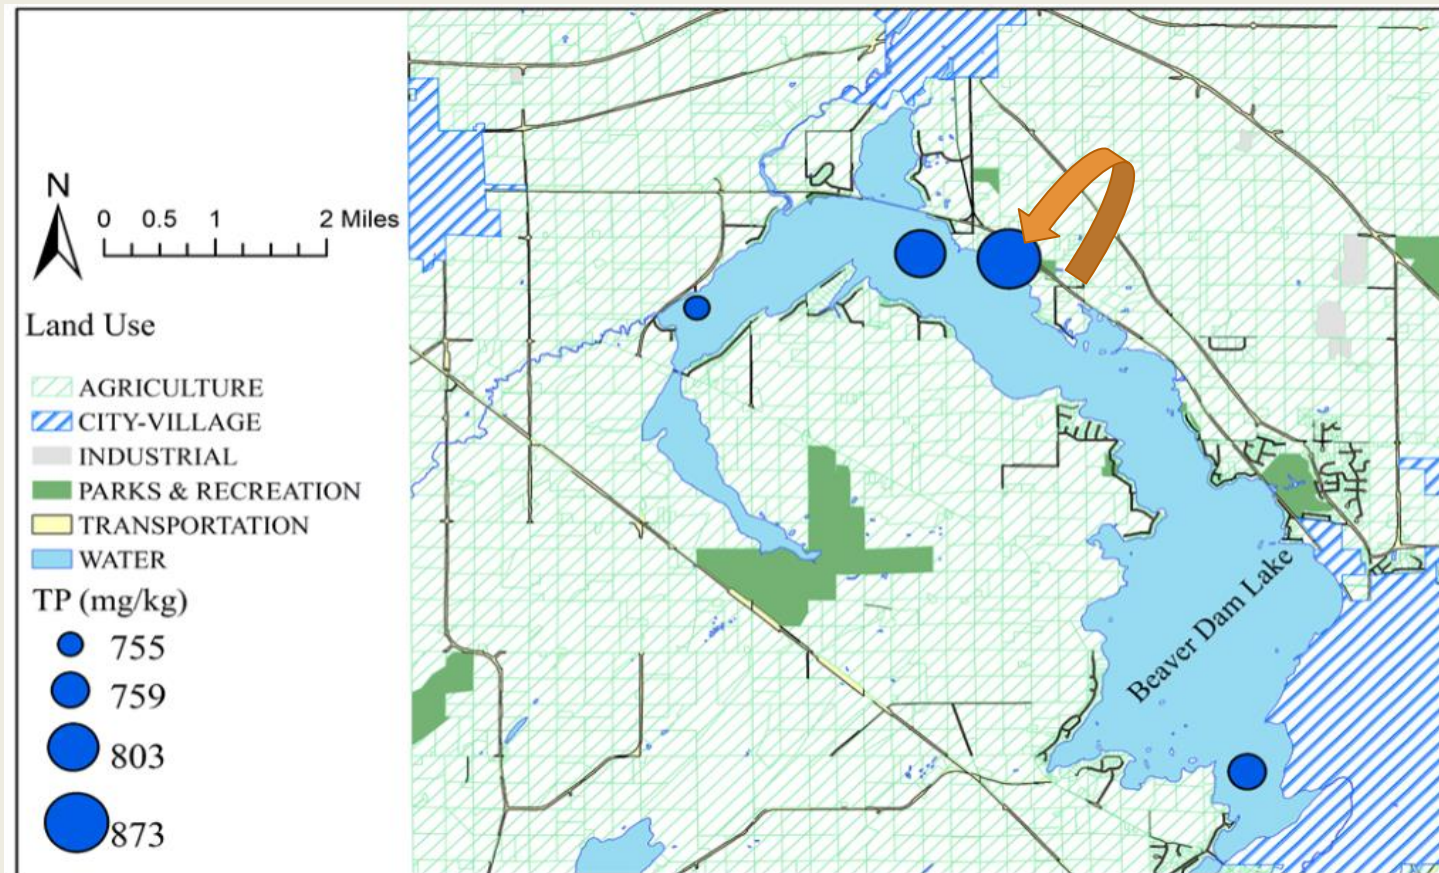 N
0 0.5 1 2 Miles
Land Use
AGRICULTURE
CITY-VILLAGE
INDUSTRIAL
PARKS & RECREATION
TRANSPORTATION
WATER
TP (mg/kg)
755
759
803
873
Beaver Dam Lake